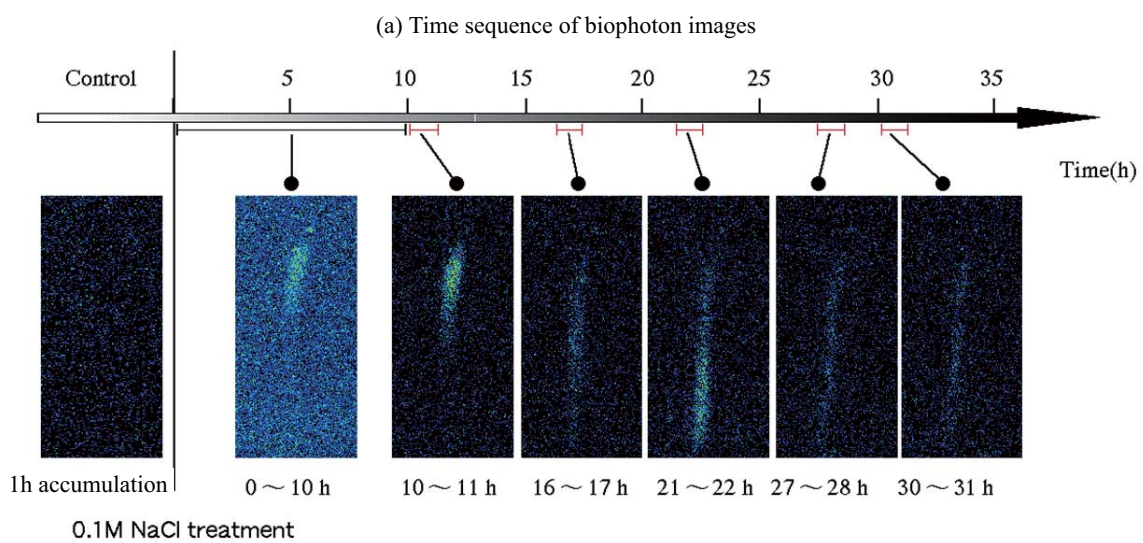 (a) Time sequence of biophoton images
Control 5 10 15 20 25 30 35
Time(h)
1h accumulation 0 ～ 10 h 10 ～ 11 h 16 ～ 17 h 21 ～ 22 h 27 ～ 28 h 30 ～ 31 h
0.1M NaCl treatment